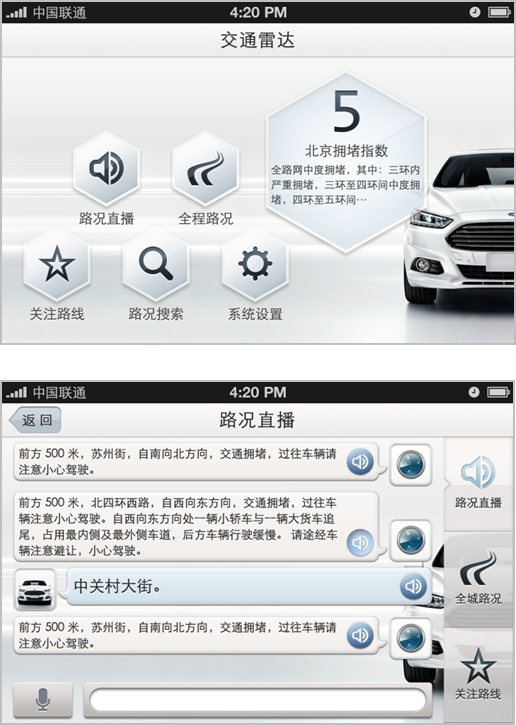 中国联通
4:20 PM
交通雷达
5
北京拥堵指数
全路网中度拥堵，其中：三环内
严重拥堵，三环至四环间中度拥
堵，四环至五环间…
路况直播
全程路况
关注路线
路况搜索
系统设置
中国联通
4:20 PM
返 回
路况直播
前方 500 米，苏州街，自南向北方向，交通拥堵，过往车辆请
注意小心驾驶。
前方 500 米，北四环西路，自西向东方向，交通拥堵，过往车
辆注意小心驾驶。自西向东方向处一辆小轿车与一辆大货车追
尾，占用最内侧及最外侧车道，后方车辆行驶缓慢。 请途经车
辆注意避让，小心驾驶。
中关村大街。
前方 500 米，苏州街，自南向北方向，交通拥堵，过往车辆请
注意小心驾驶。
路况直播
全城路况
关注路线